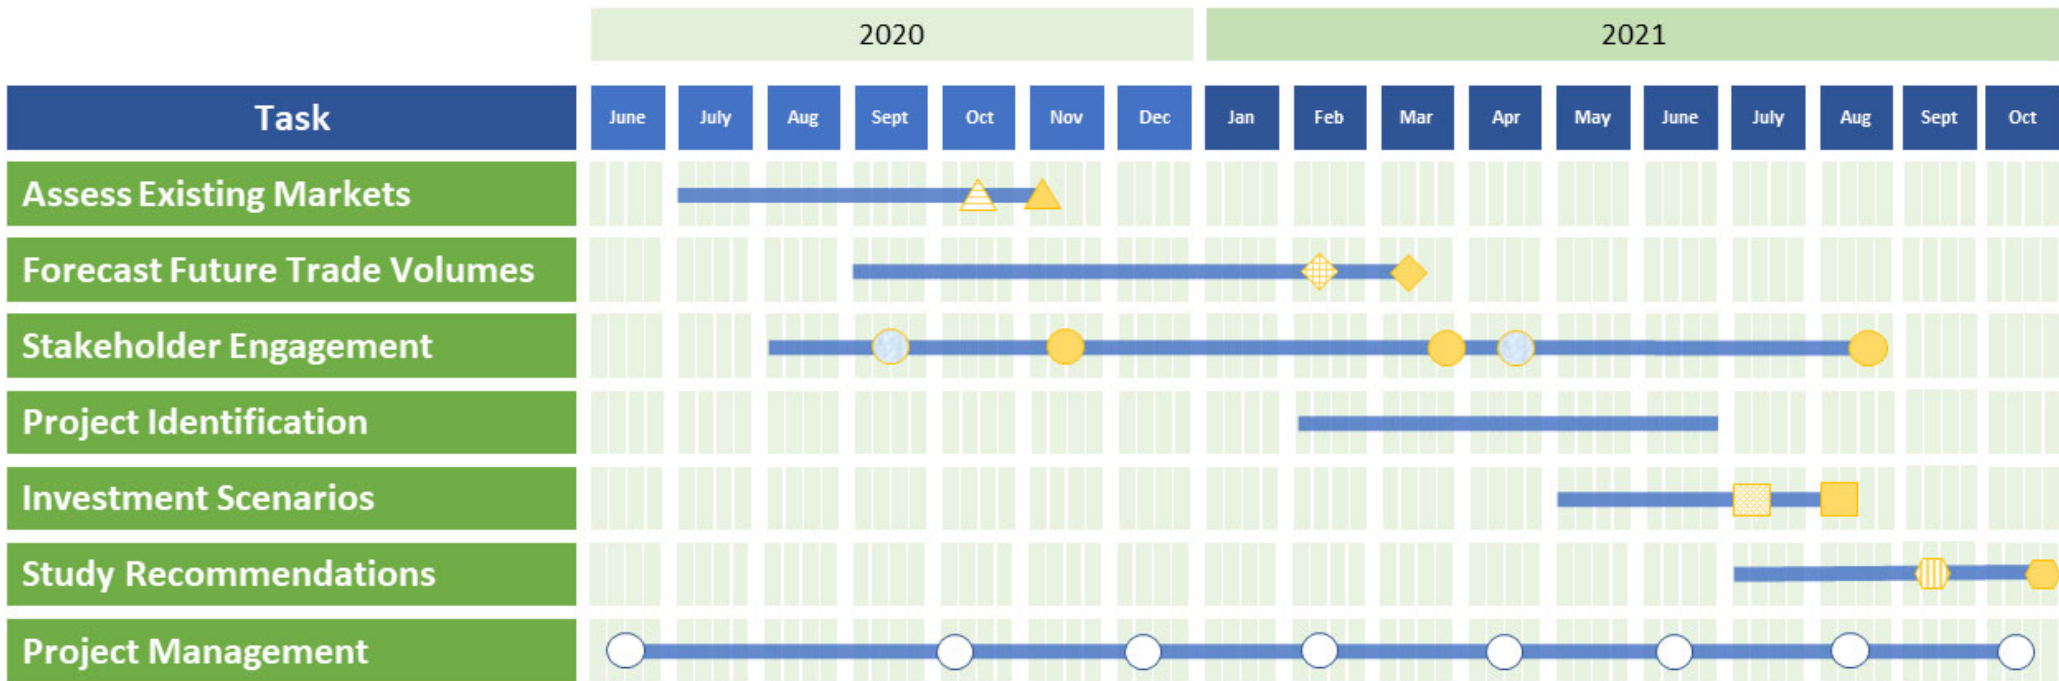 2020 2021
Task June July Aug Sept Oct Nov Dec Jan Feb Mar Apr May June July Aug Sept Oct
Assess Existing Markets
Forecast Future Trade Volumes
Stakeholder Engagement
Project Identification
Investment Scenarios
Study Recommendations
Project Management